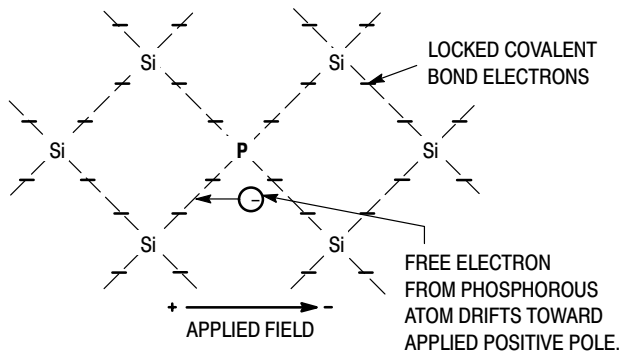 Si Si
LOCKED COVALENT
BOND ELECTRONS
Si P Si
Si Si
FREE ELECTRON
FROM PHOSPHOROUS
ATOM DRIFTS TOWARD
APPLIED POSITIVE POLE.
+ −
APPLIED FIELD